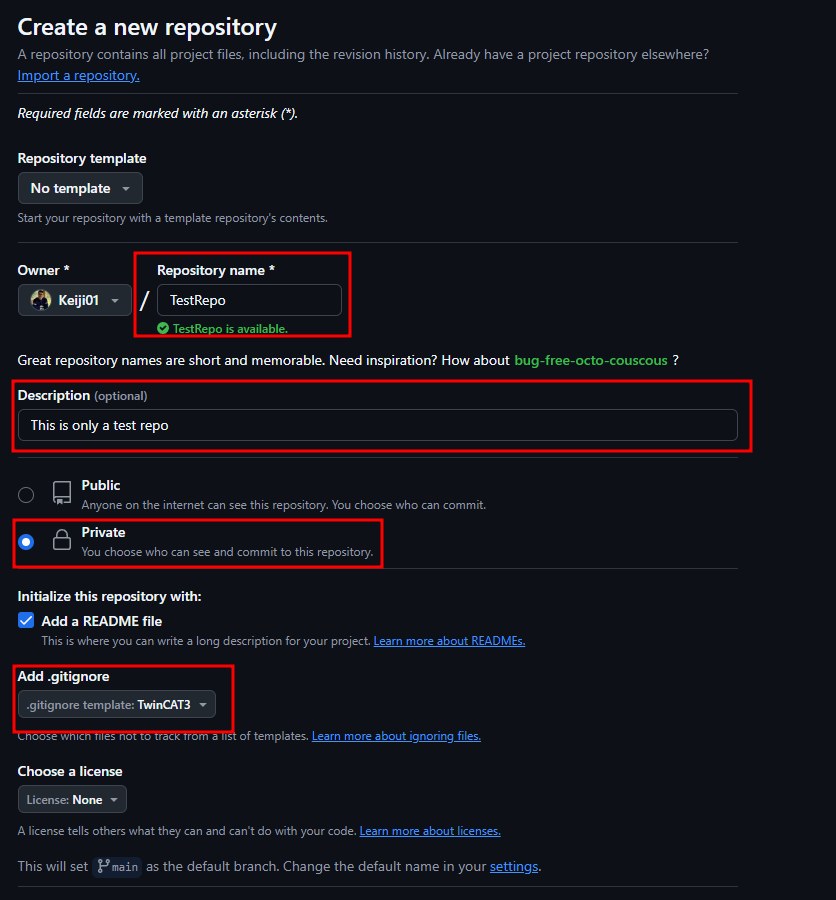 Create a new repository
A repository contains all project files, including the revision history. Already have a project repository elsewhere?
Import a repository.
Required fields are marked with an asterisk (*).
Repository template
No template
Start your repository with a template repository's contents.
Owner *
Repository name *
Keiji01
/
TestRepo
TestRepo is available.
Great repository names are short and memorable. Need inspiration? How about bug-free-octo-couscous ?
Description (optional)
This is only a test repo
Public
Anyone on the internet can see this repository. You choose who can commit.
Private
You choose who can see and commit to this repository.
Initialize this repository with:
Add a README file
This is where you can write a long description for your project. Learn more about READMEs.
Add .gitignore
.gitignore template: TwinCAT3
Choose which files not to track from a list of templates. Learn more about ignoring files.
Choose a license
License: None
A license tells others what they can and can't do with your code. Learn more about licenses.
This will set main as the default branch. Change the default name in your settings.